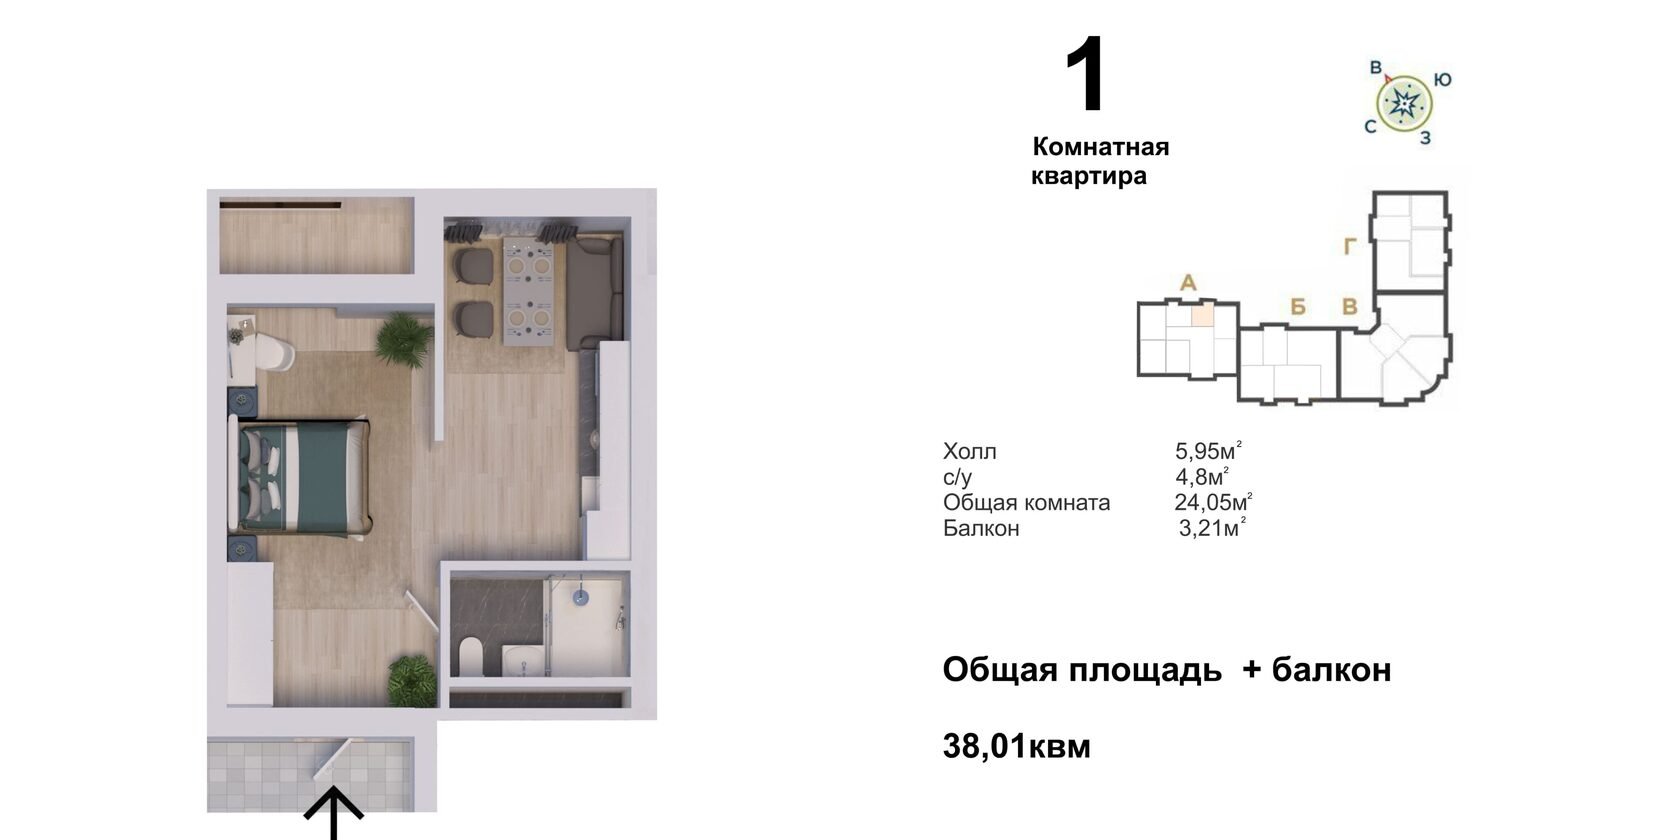 1
Комнатная
квартира
В
Ю
С
З
Г
А
Б
В
Холл 5,95м²
с/у 4,8м²
Общая комната 24,05м²
Балкон 3,21м²
Общая площадь + балкон
38,01квм